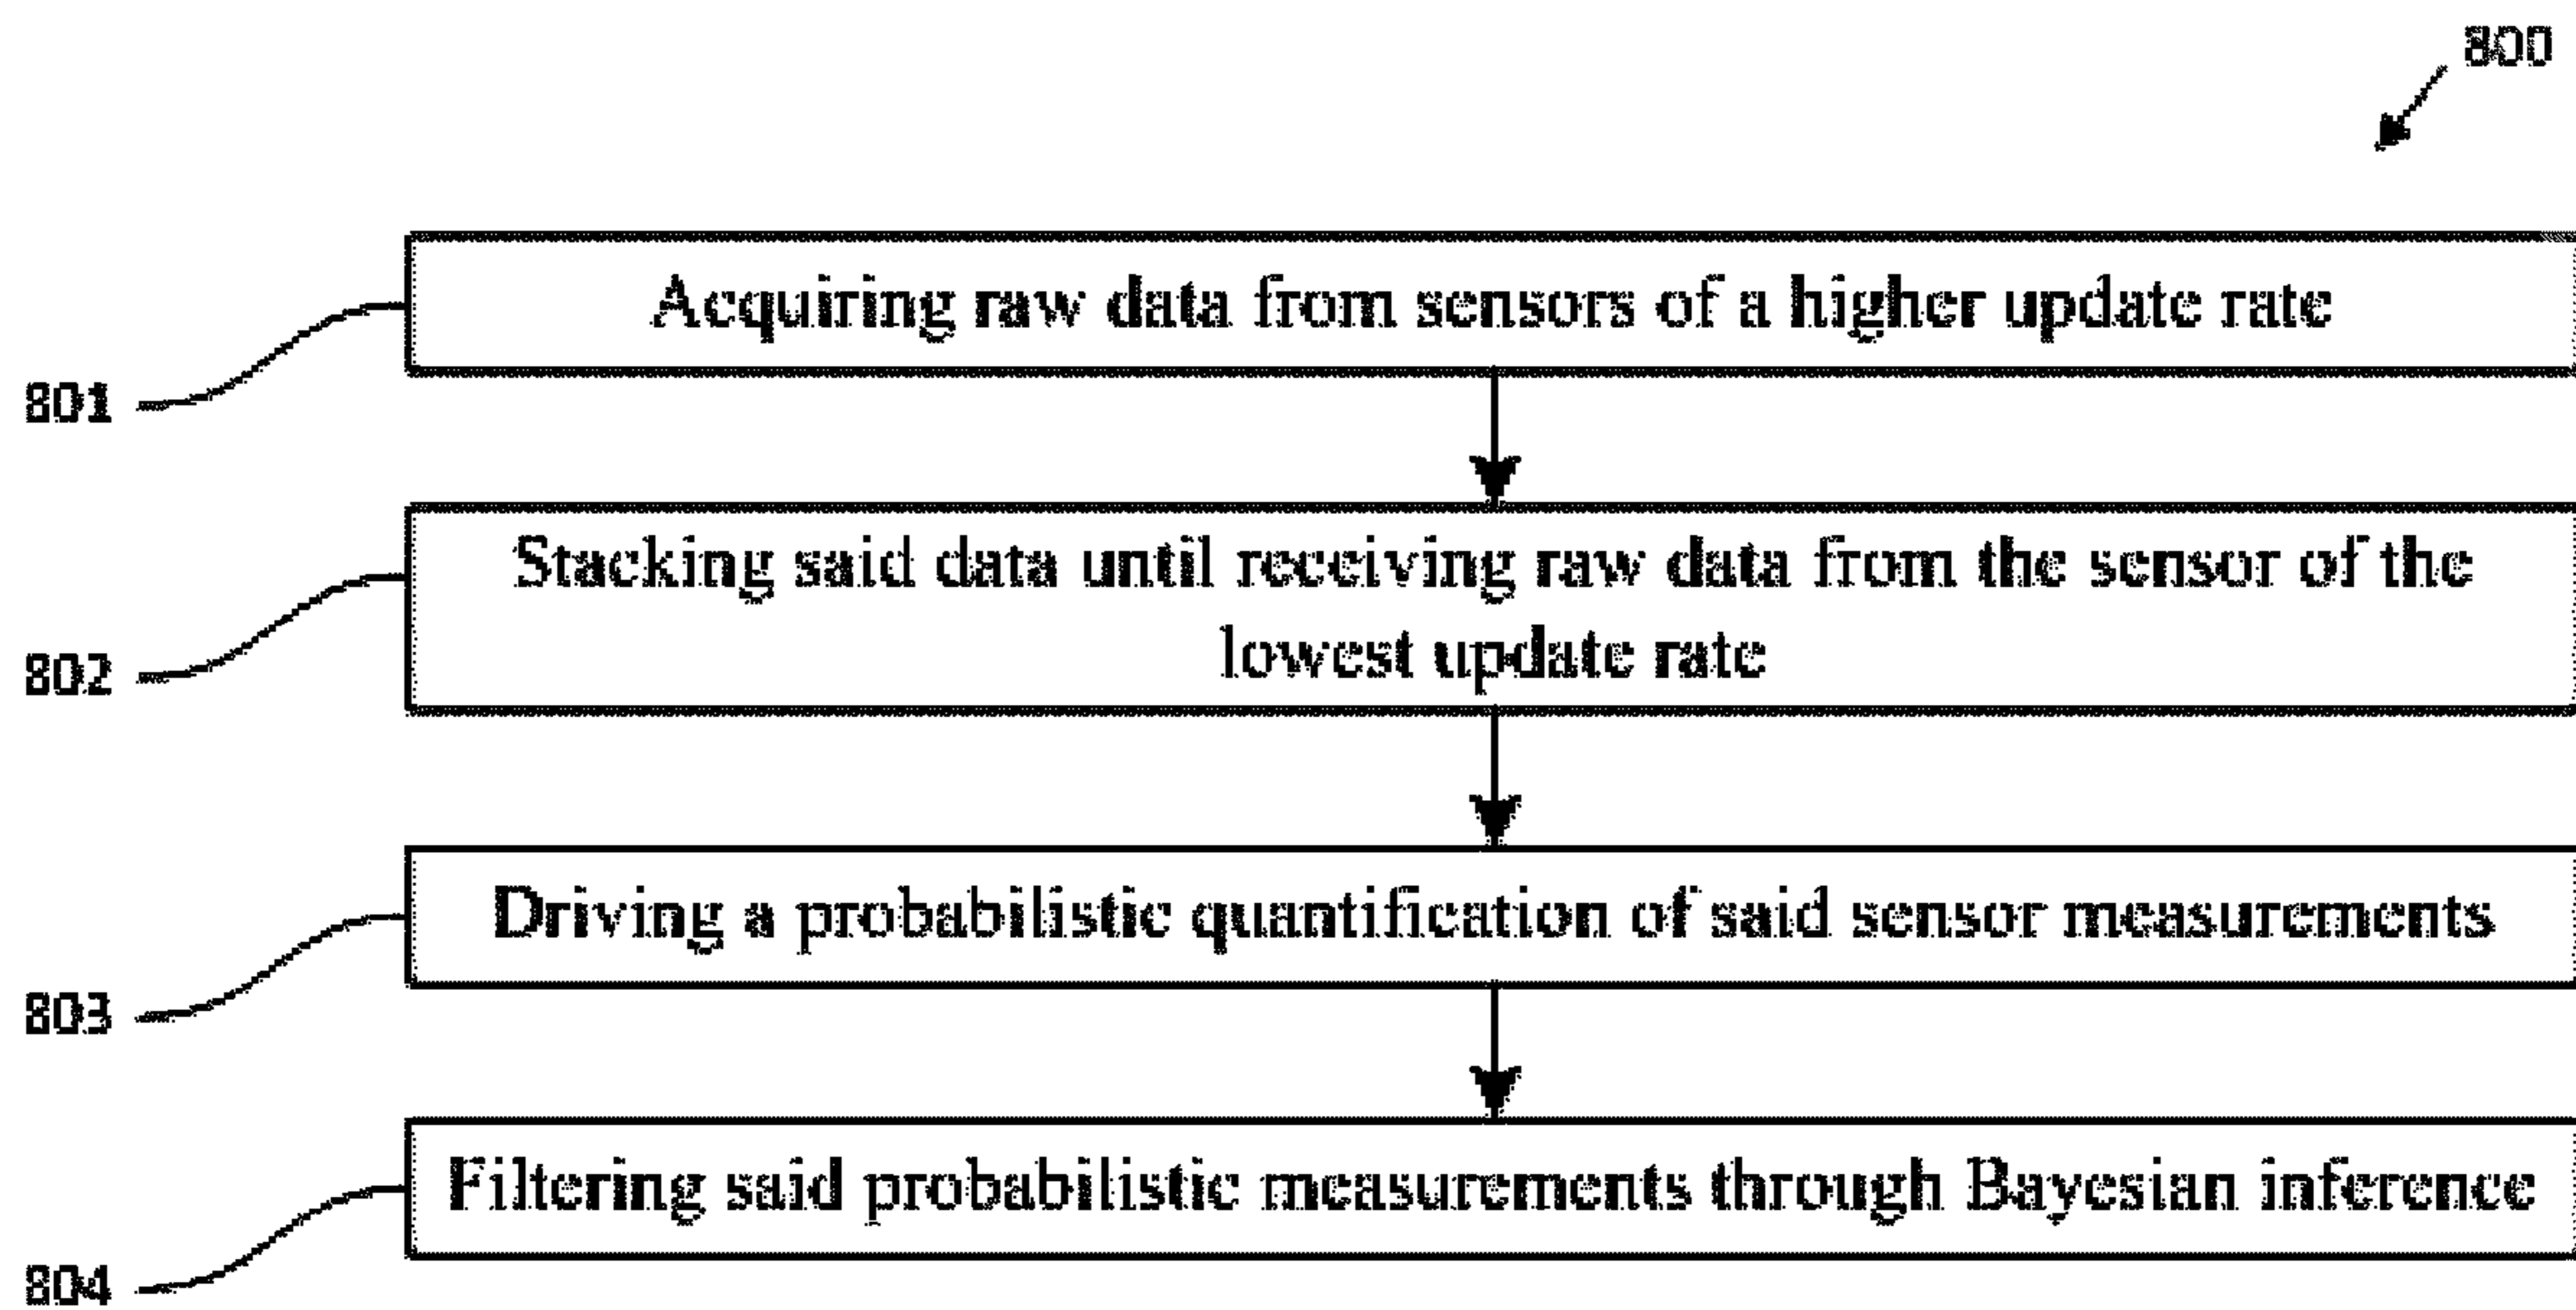 800
Acquiring raw data from sensors of a higher update rate
801
Stacking said data until receiving raw data from the sensor of the
lowest update rate
802
Driving a probabilistic quantification of said sensor measurements
803
Filtering said probabilistic measurements through Bayesian inference
804